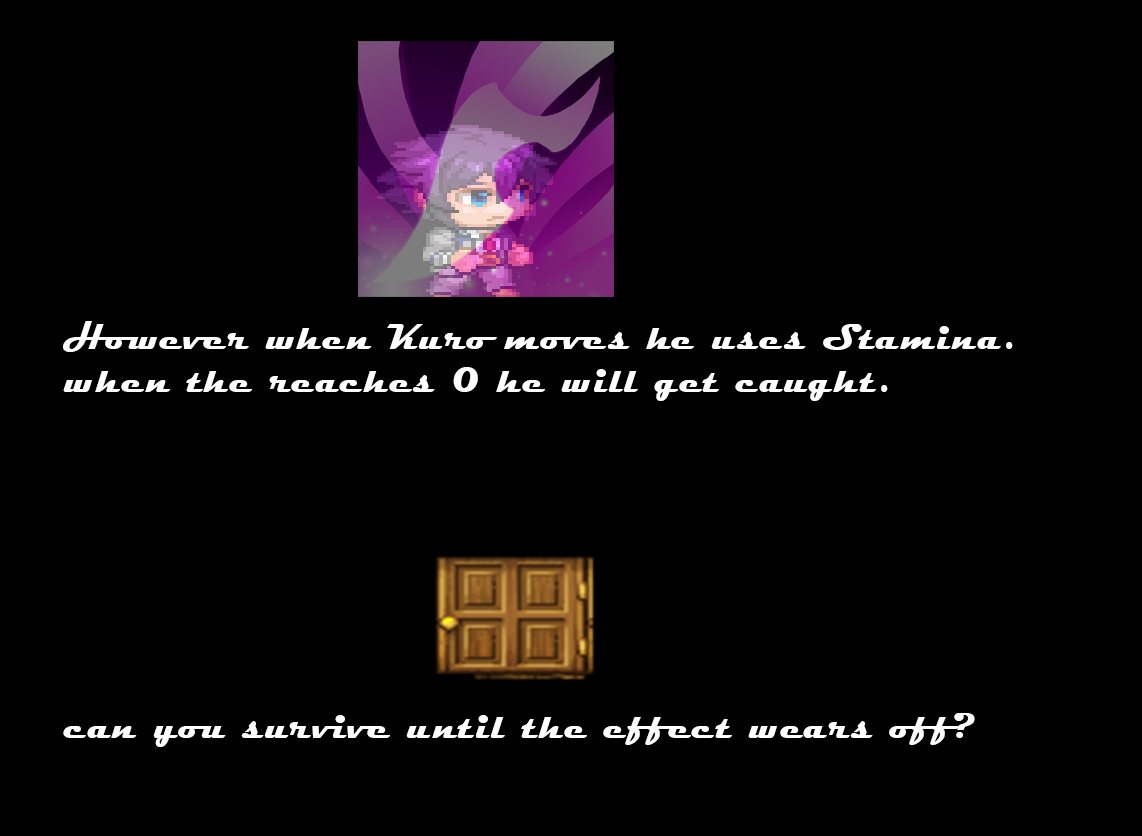 However when Kuro moves he uses Stamina.
when the reaches 0 he will get caught.
can you survive until the effect wears off?